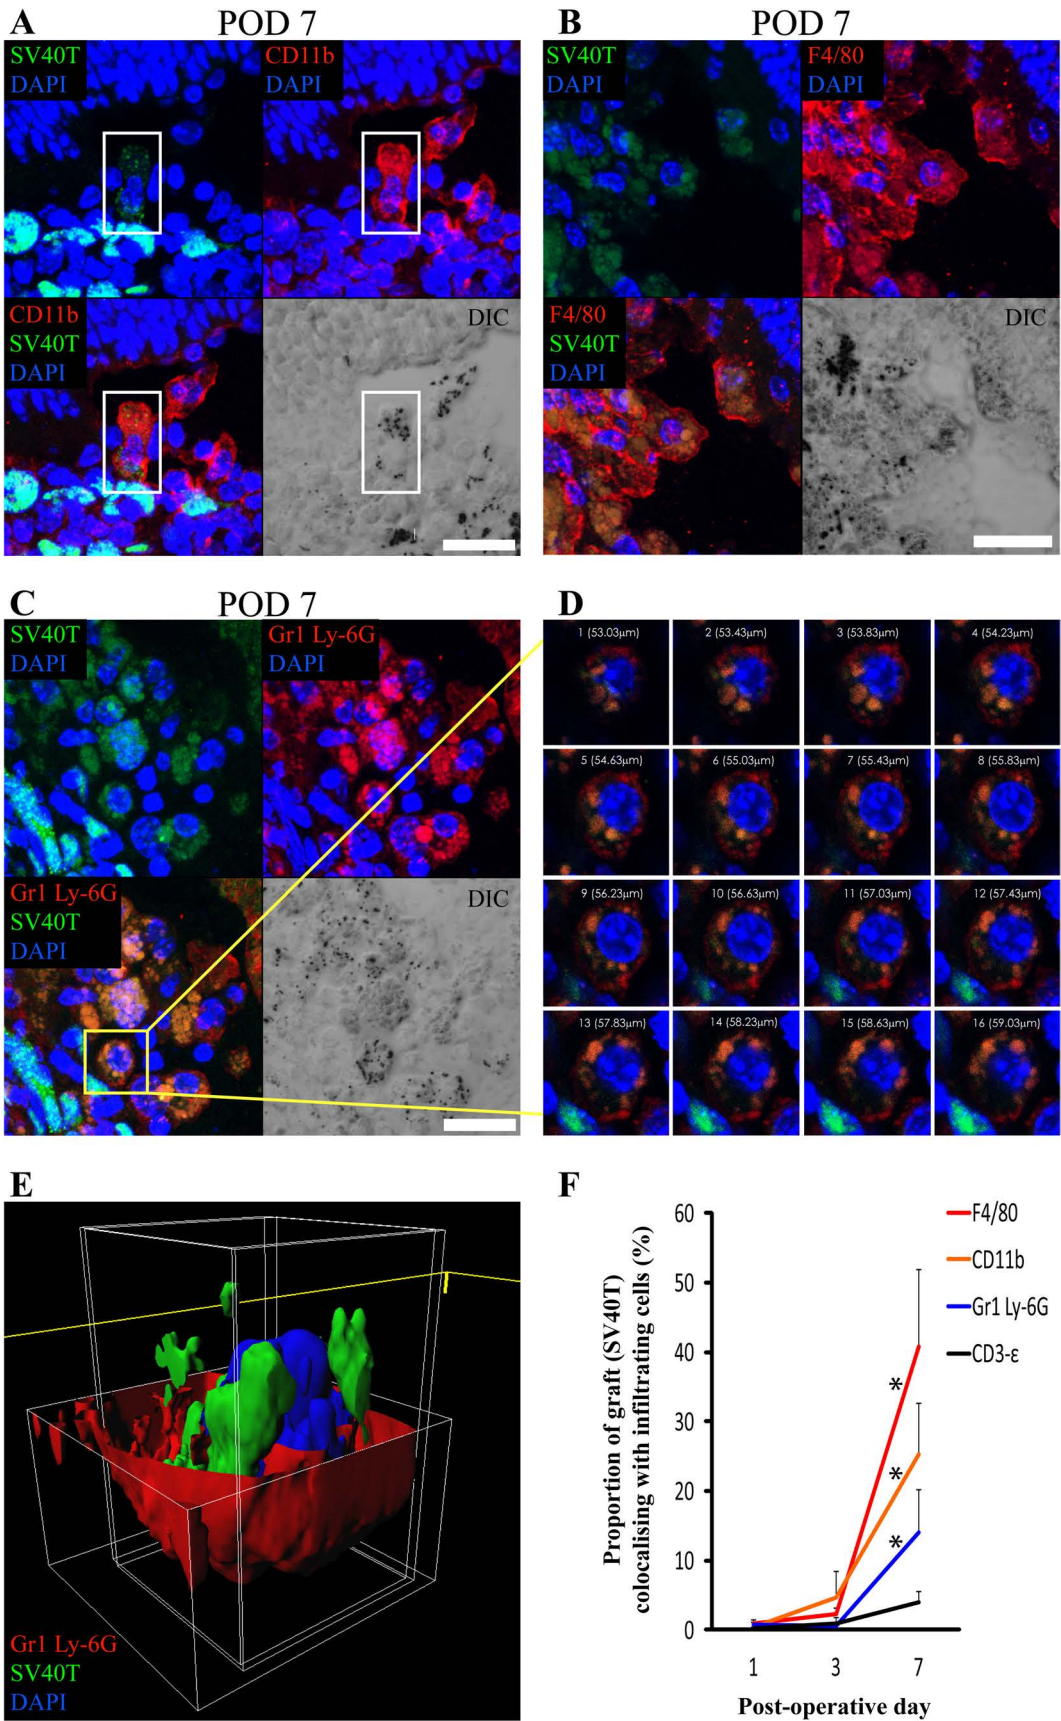 A
POD 7
SV40T
DAPI
CD11b
DAPI
CD11b
SV40T
DAPI
DIC
B
POD 7
SV40T
DAPI
F4/80
DAPI
F4/80
SV40T
DAPI
DIC
C
POD 7
SV40T
DAPI
Gr1 Ly-6G
DAPI
Gr1 Ly-6G
SV40T
DAPI
DIC
D
1 (53.03µm)
2 (53.43µm)
3 (53.83µm)
4 (54.23µm)
5 (54.63µm)
6 (55.03µm)
7 (55.43µm)
8 (55.83µm)
9 (56.23µm)
10 (56.63µm)
11 (57.03µm)
12 (57.43µm)
13 (57.83µm)
14 (58.23µm)
15 (58.63µm)
16 (59.03µm)
E
Gr1 Ly-6G
SV40T
DAPI
F
Proportion of graft (SV40T)
colocalising with infiltrating cells (%)
60
50
40
30
20
10
0
*
*
*
F4/80
CD11b
Gr1 Ly-6G
CD3-ε
1
3
7
Post-operative day